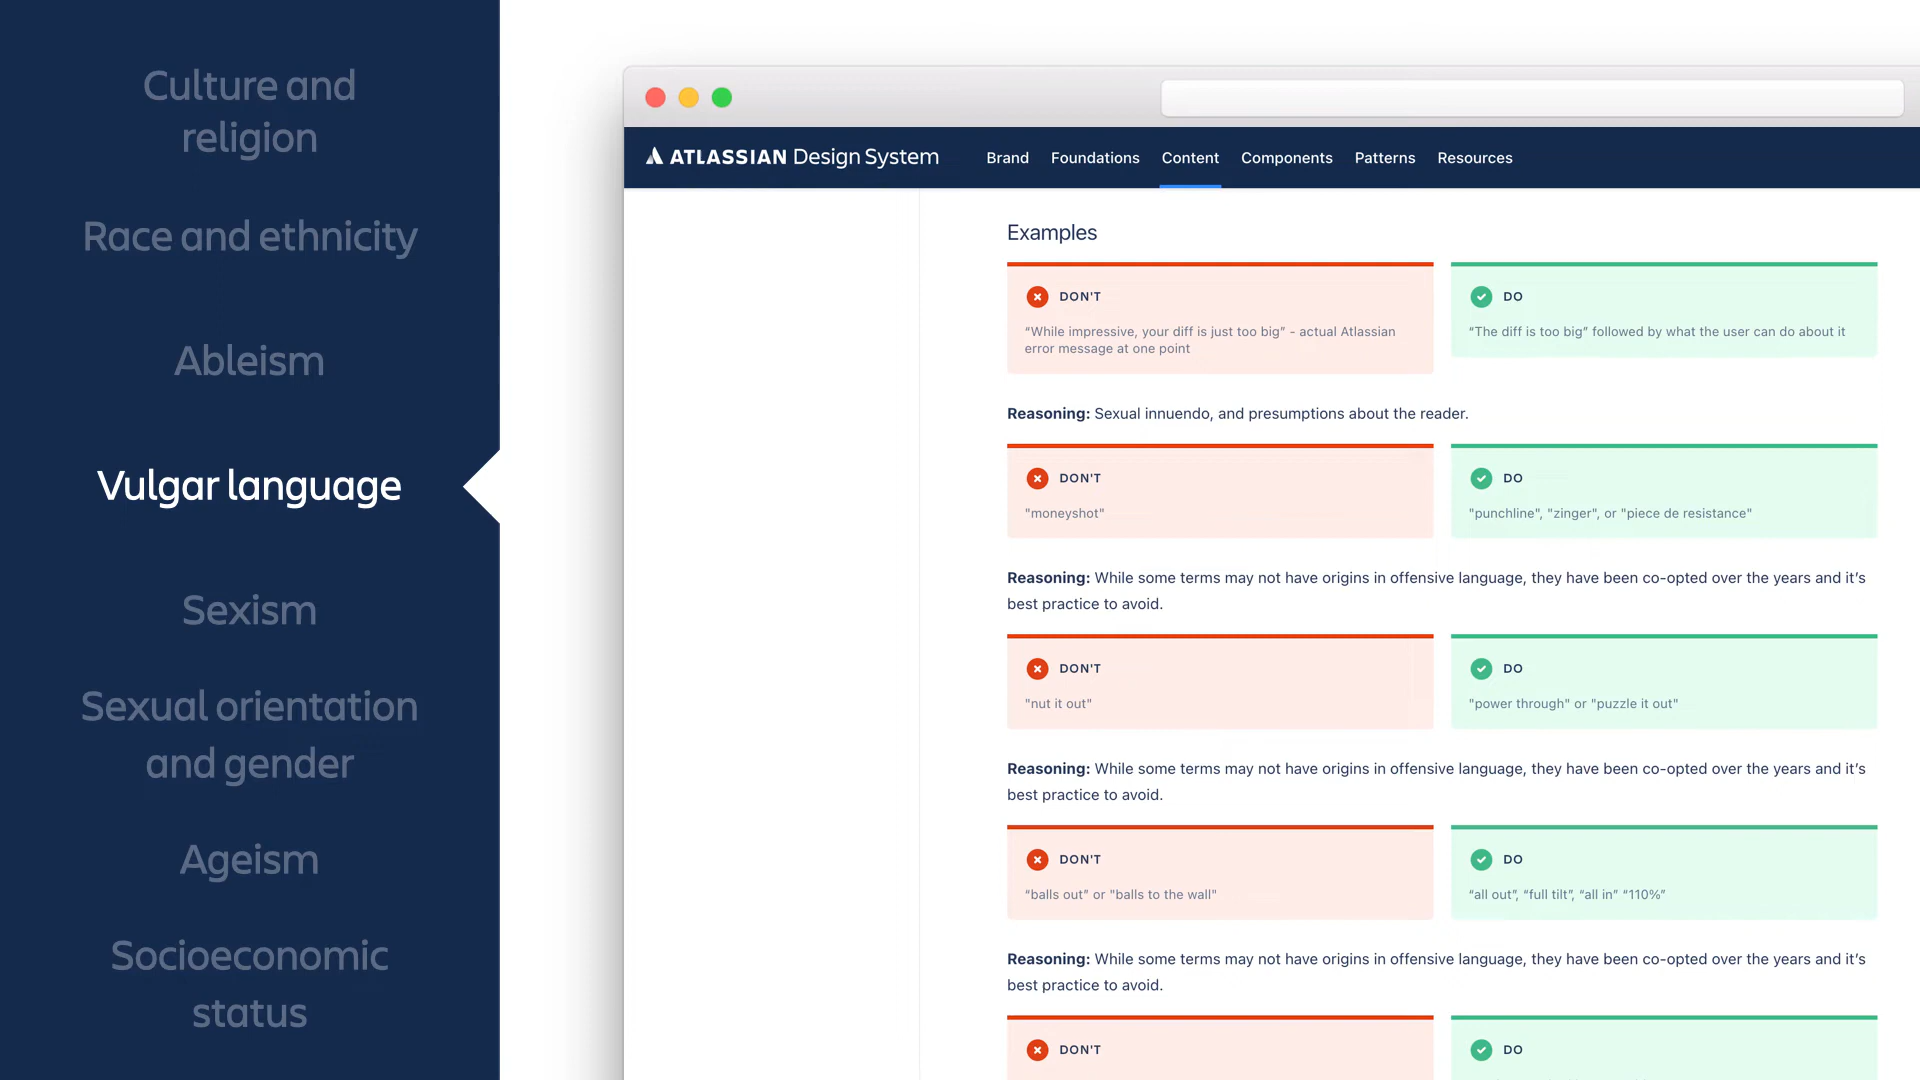 Culture and
religion
Race and ethnicity
Ableism
Vulgar language
Sexism
Sexual orientation
and gender
Ageism
Socioeconomic
status
ATLASSIAN Design System
Brand Foundations Content Components Patterns Resources
Examples
DON'T
“While impressive, your diff is just too big” - actual Atlassian
error message at one point
DO
“The diff is too big” followed by what the user can do about it
Reasoning: Sexual innuendo, and presumptions about the reader.
DON'T
"moneyshot"
DO
"punchline", "zinger", or "piece de resistance"
Reasoning: While some terms may not have origins in offensive language, they have been co-opted over the years and it’s
best practice to avoid.
DON'T
"nut it out"
DO
"power through" or "puzzle it out"
Reasoning: While some terms may not have origins in offensive language, they have been co-opted over the years and it’s
best practice to avoid.
DON'T
“balls out” or "balls to the wall"
DO
“all out”, “full tilt”, “all in” “110%”
Reasoning: While some terms may not have origins in offensive language, they have been co-opted over the years and it’s
best practice to avoid.
DON'T
DO